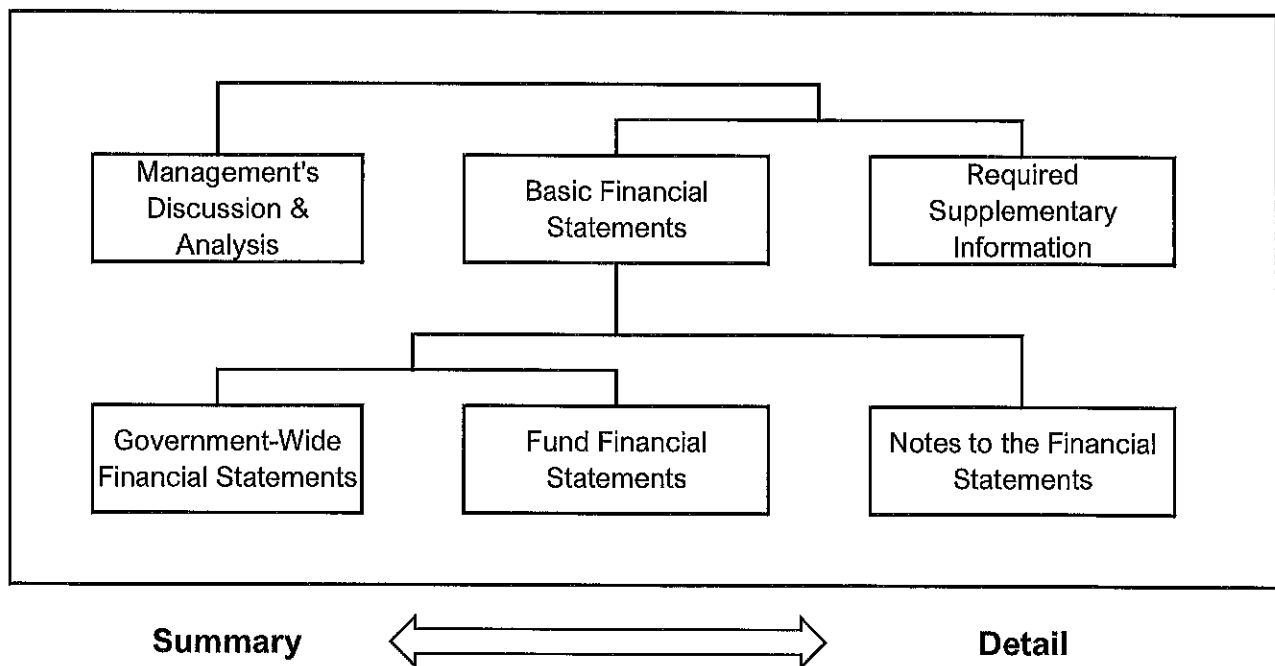 Management's
Discussion &
Analysis
Basic Financial
Statements
Required
Supplementary
Information
Government-Wide
Financial Statements
Fund Financial
Statements
Notes to the Financial
Statements
Summary
Detail